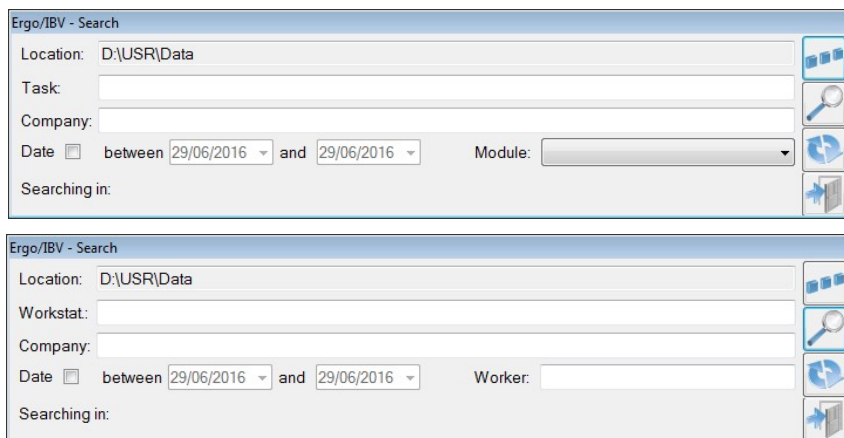 Ergo/IBV - Search
Location: D:\USR\Data
Task:
Company:
Date between 29/06/2016 and 29/06/2016 Module:
Searching in:
Ergo/IBV - Search
Location: D:\USR\Data
Workstat.:
Company:
Date between 29/06/2016 and 29/06/2016 Worker:
Searching in: